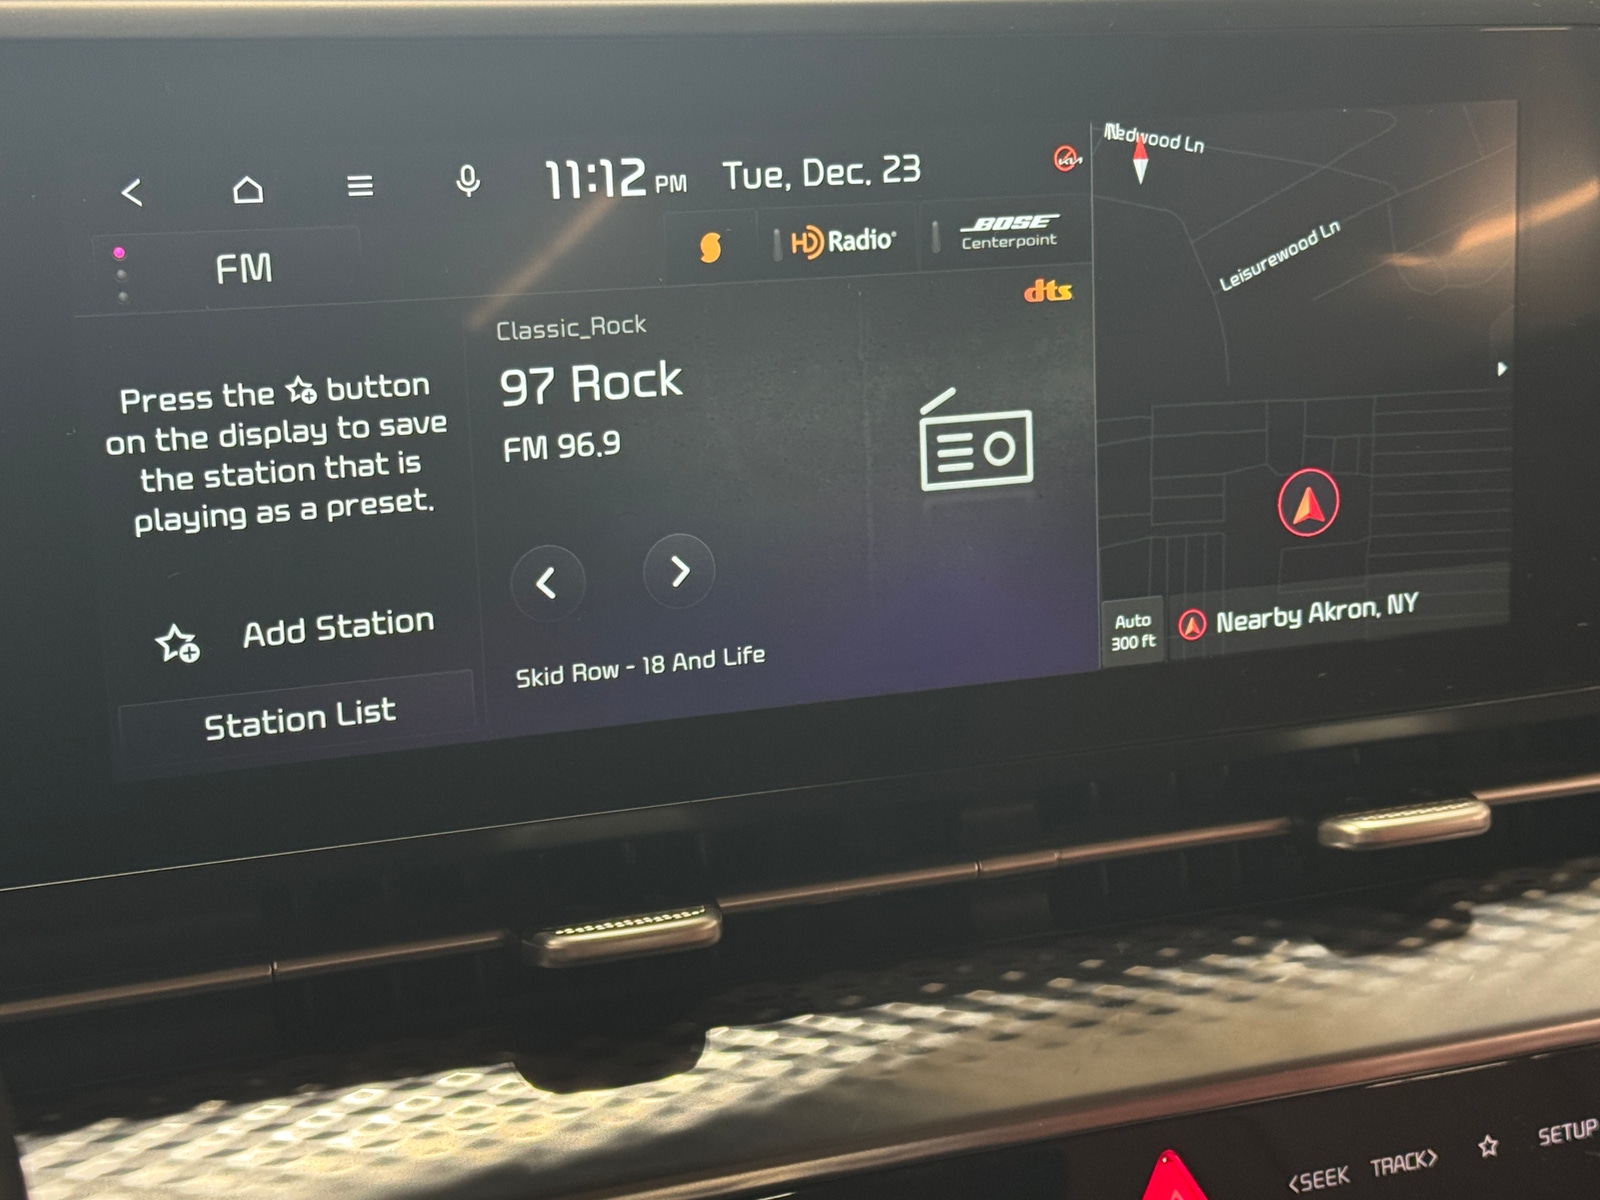 11:12 PM Tue, Dec. 23
FM
HD Radio®
BOSE
Centerpoint
dts
Press the button
on the display to save
the station that is
playing as a preset.
Add Station
Station List
Classic_Rock
97 Rock
FM 96.9
Skid Row - 18 And Life
N
Redwood Ln
Leisurewood Ln
Auto
300 ft
Nearby Akron, NY
<SEEK TRACK> SETUP